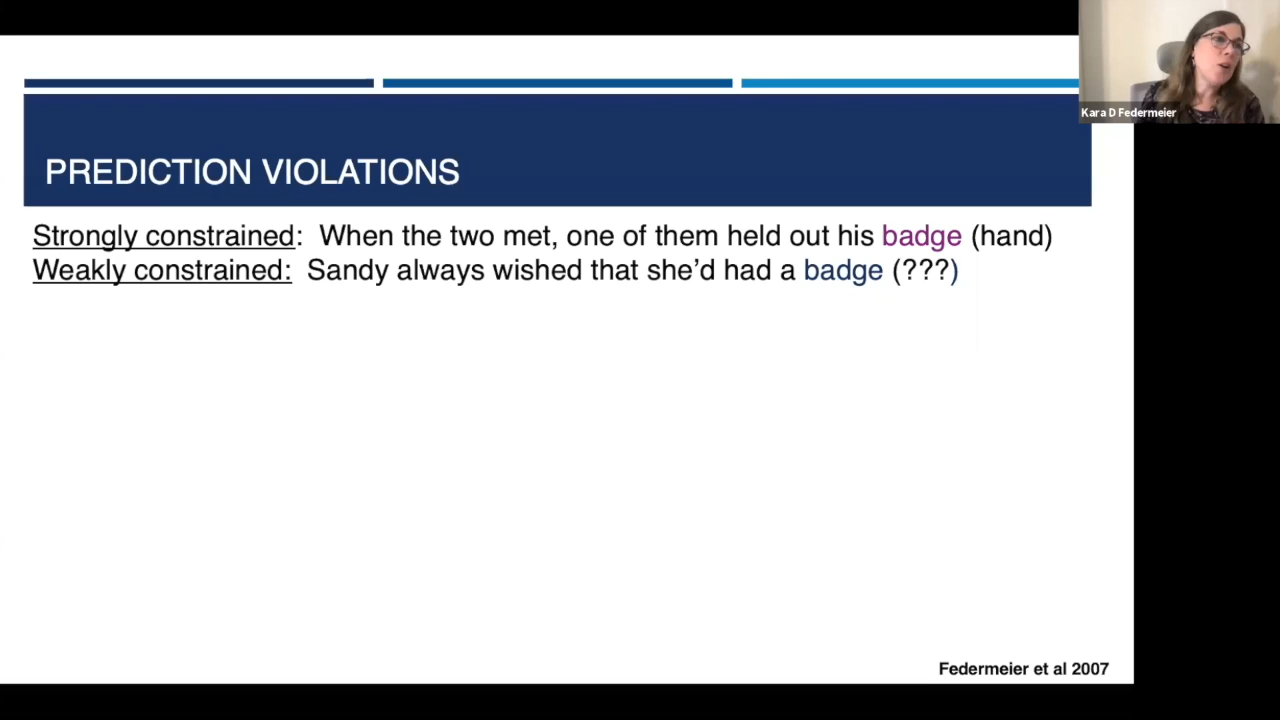 Kara D Federmeier
PREDICTION VIOLATIONS
Strongly constrained: When the two met, one of them held out his badge (hand)
Weakly constrained: Sandy always wished that she’d had a badge (???)
Federmeier et al 2007